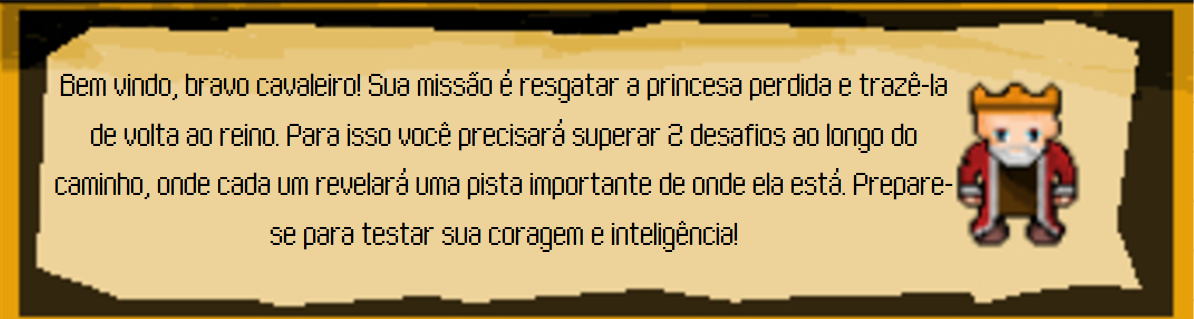 Bem vindo, bravo cavaleiro! Sua missão é resgatar a princesa perdida e trazê-la
de volta ao reino. Para isso você precisará superar 2 desafios ao longo do
caminho, onde cada um revelará uma pista importante de onde ela está. Prepare-
se para testar sua coragem e inteligência!